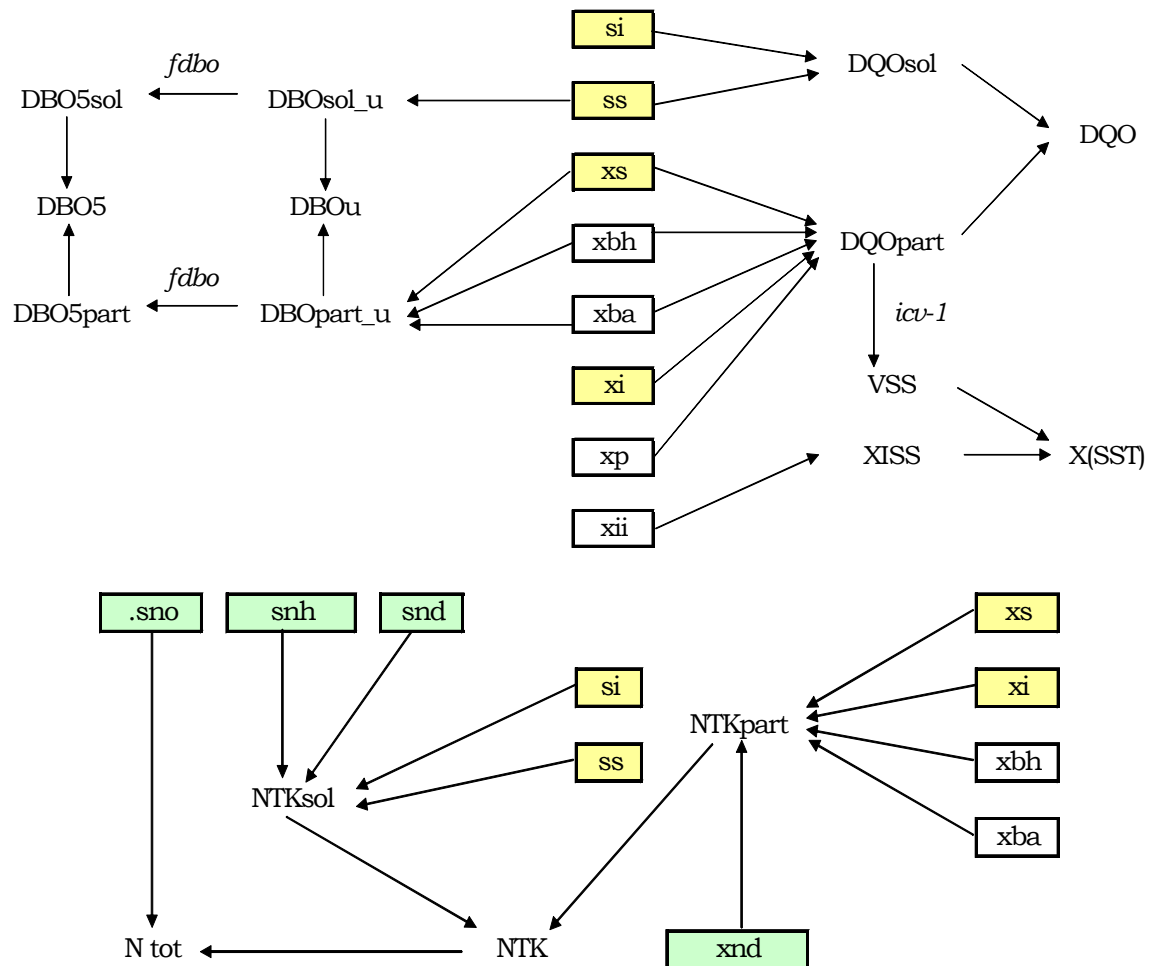 si
fdbo
DQOsol
DBO5sol
DBOsol_u
ss
DQO
xs
DBO5
DBOu
xbh
DQOpart
fdbo
DBO5part
DBOpart_u
xba
icv-1
xi
VSS
xp
XISS
X(SST)
xii
.sno
snh
snd
xs
si
xi
NTKpart
ss
xbh
NTKsol
xba
N tot
NTK
xnd